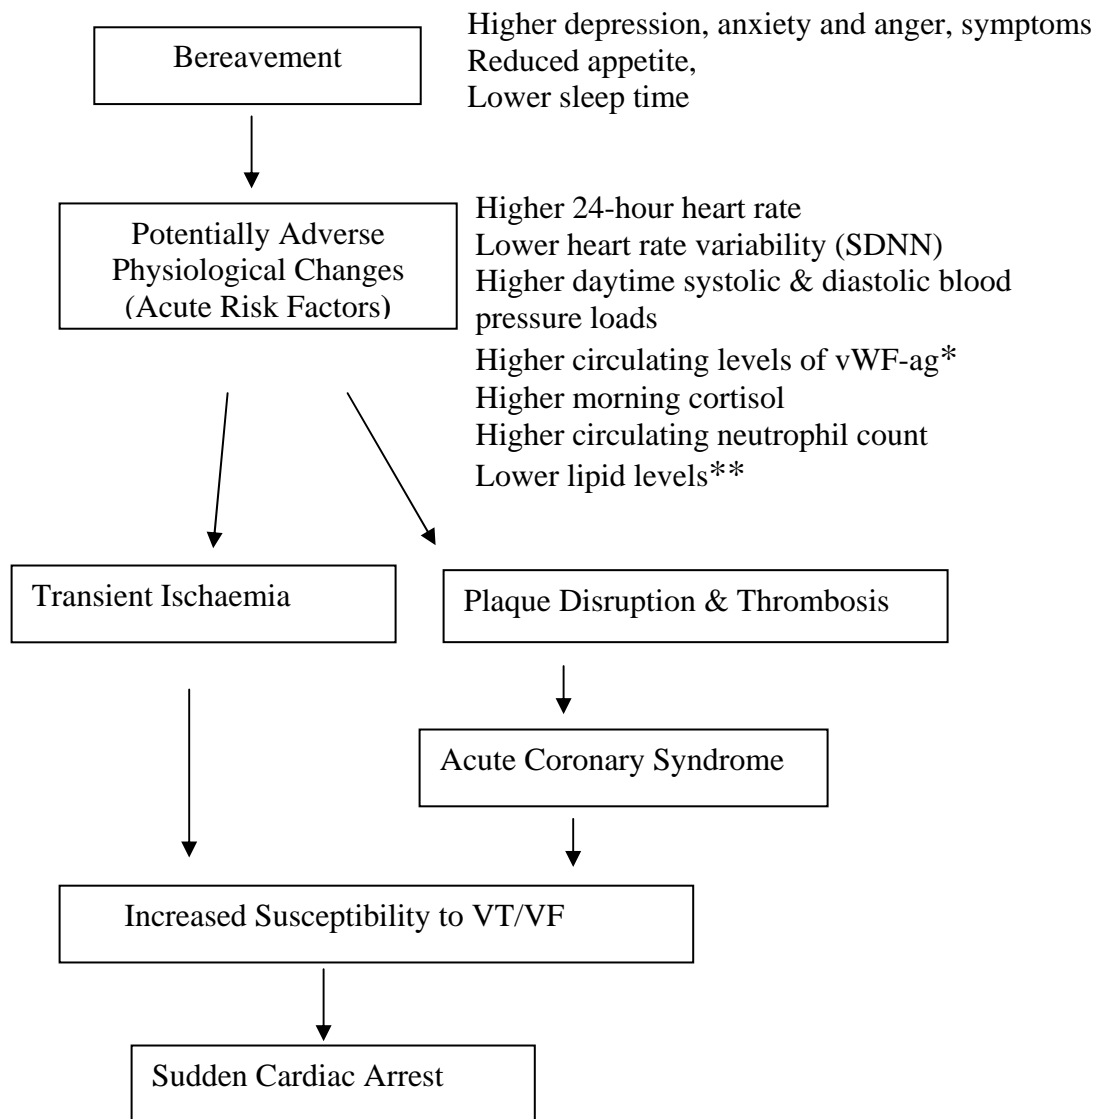 Bereavement
Higher depression, anxiety and anger, symptoms
Reduced appetite,
Lower sleep time
Potentially Adverse
Physiological Changes
(Acute Risk Factors)
Higher 24-hour heart rate
Lower heart rate variability (SDNN)
Higher daytime systolic & diastolic blood
pressure loads
Higher circulating levels of vWF-ag*
Higher morning cortisol
Higher circulating neutrophil count
Lower lipid levels**
Transient Ischaemia
Plaque Disruption & Thrombosis
Acute Coronary Syndrome
Increased Susceptibility to VT/VF
Sudden Cardiac Arrest